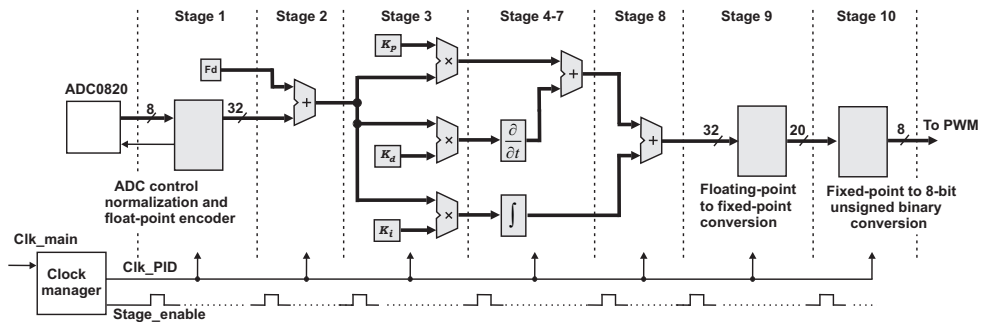 Stage 1 Stage 2 Stage 3 Stage 4-7 Stage 8 Stage 9 Stage 10
K_p
Fd
×
+
ADC0820
8
32
+
+
32
20
8
To PWM
K_d
×
∂/∂t
K_i
×
∫
ADC control
normalization and
float-point encoder
Floating-point
to fixed-point
conversion
Fixed-point to 8-bit
unsigned binary
conversion
Clk_main
Clock
manager
Clk_PID
Stage_enable